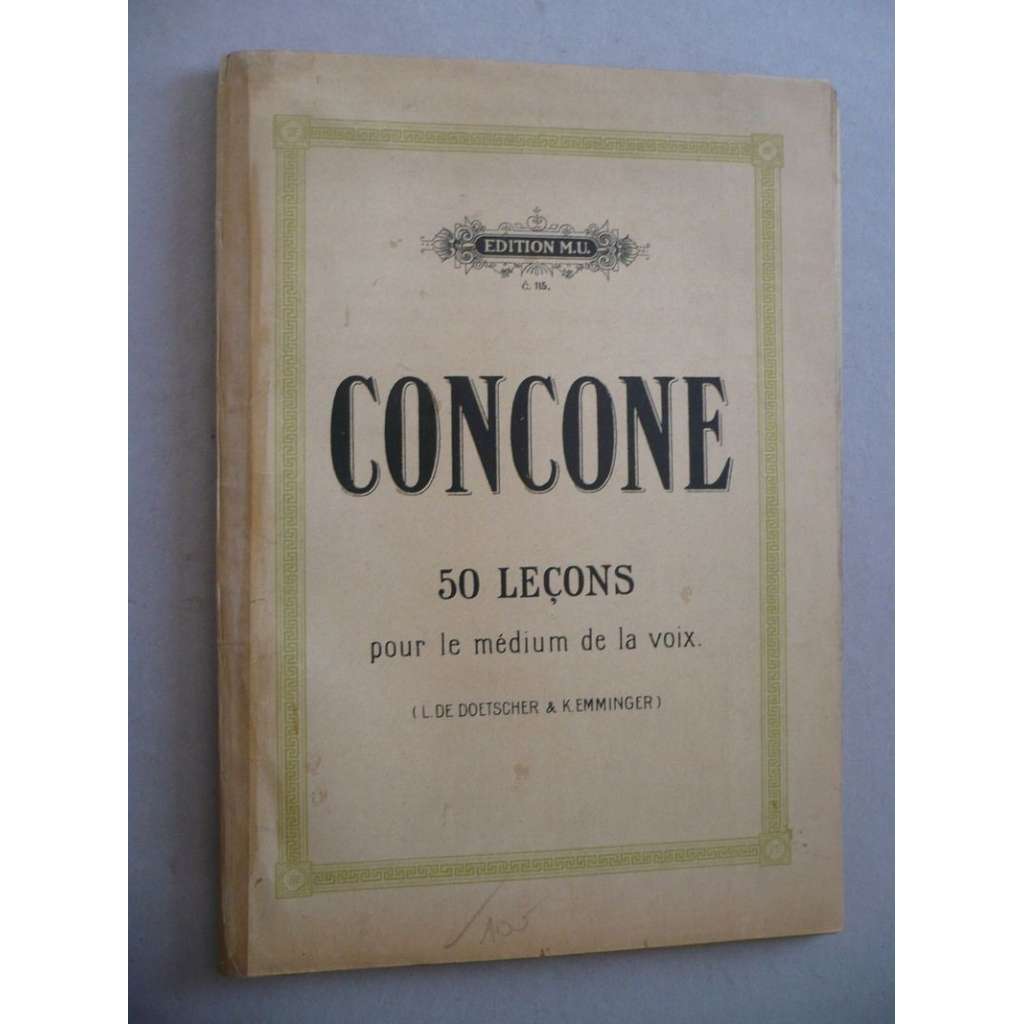 EDITION M.U.
č. 115.
CONCONE
50 LEÇONS
pour le médium de la voix.
(L. DE DOETSCHER & K. EMMINGER)